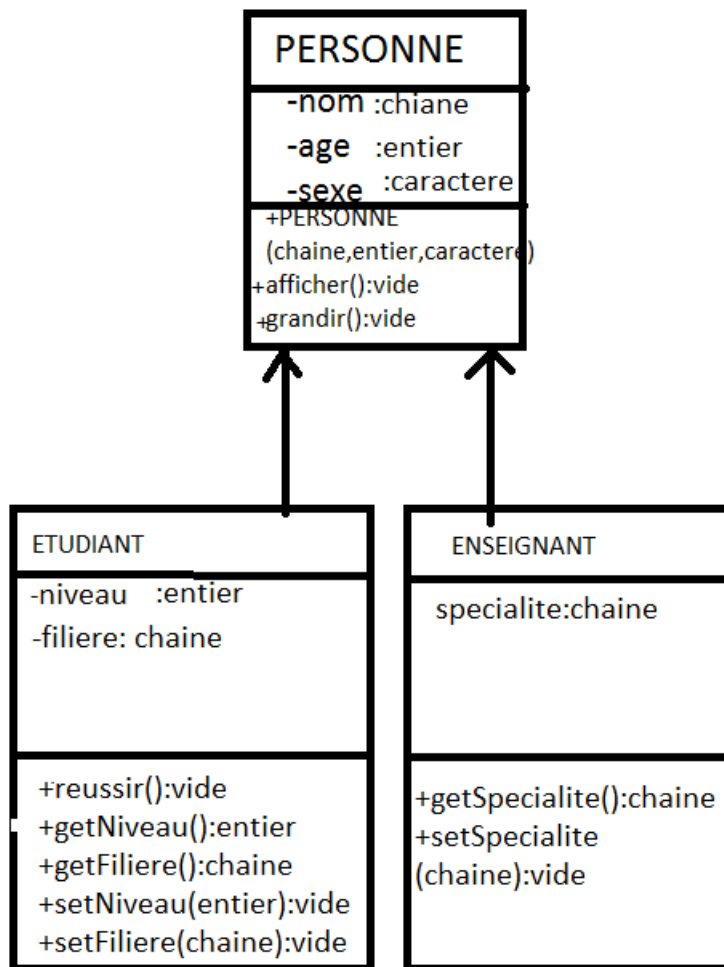 PERSONNE
-nom :chiane
-age :entier
-sexe :caractere
+PERSONNE
(chaine,entier,caractere)
+afficher():vide
+grandir():vide
ETUDIANT
-niveau :entier
-filiere: chaine
+reussir():vide
+getNiveau():entier
+getFiliere():chaine
+setNiveau(entier):vide
+setFiliere(chaine):vide
ENSEIGNANT
specialite:chaine
+getSpecialite():chaine
+setSpecialite
(chaine):vide